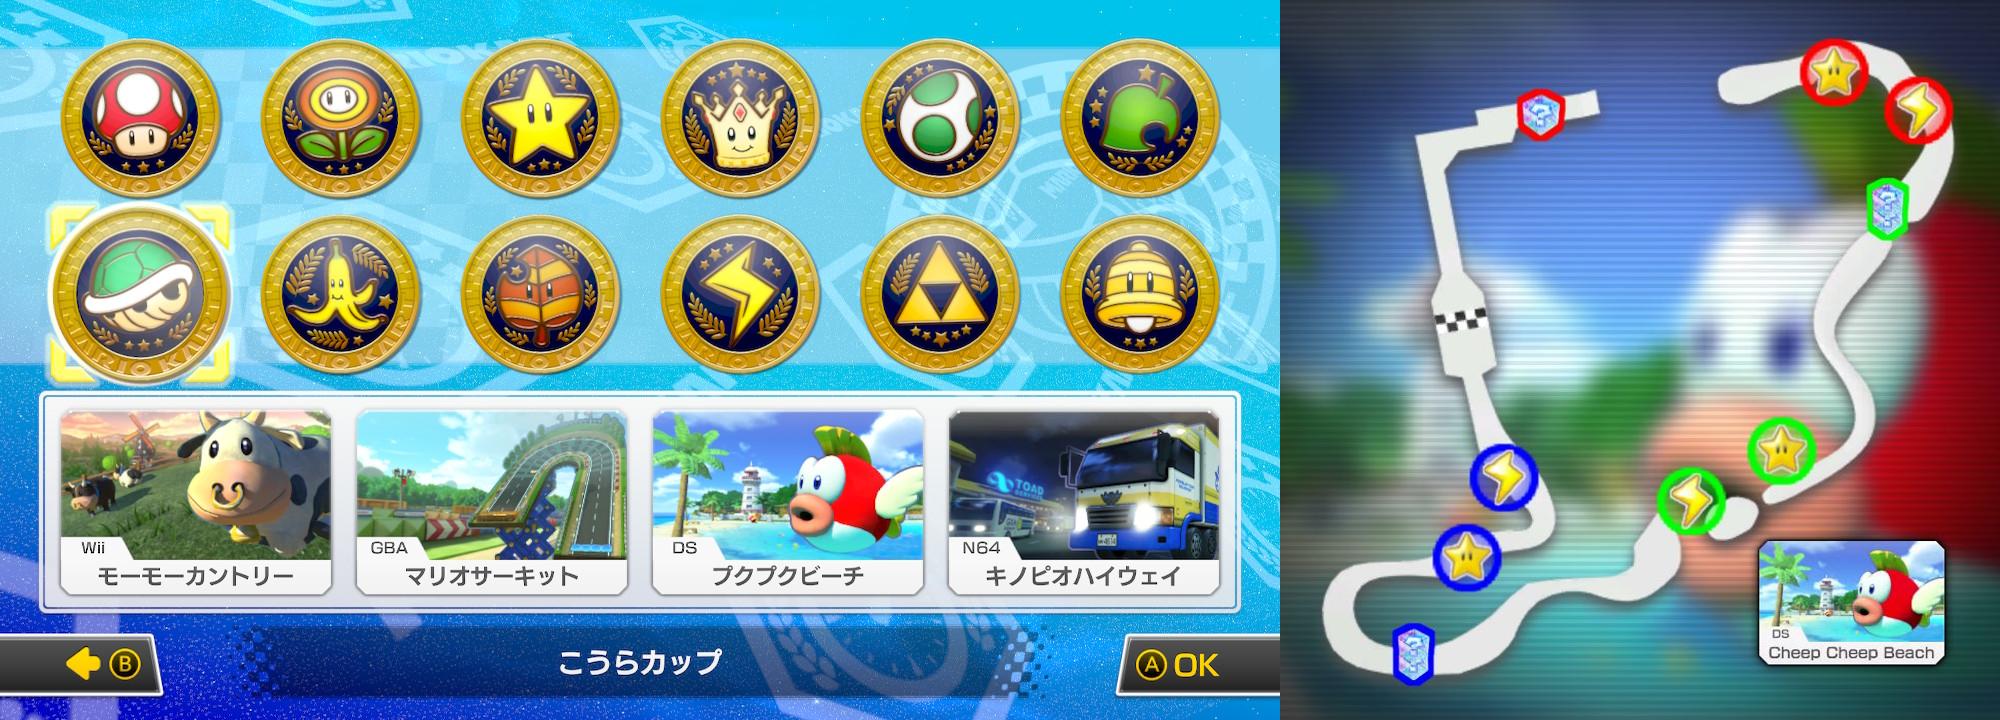 TOAD
Wii
モーモーカントリー
GBA
マリオサーキット
DS
プクプクビーチ
N64
キノピオハイウェイ
B
こうらカップ
A OK
DS
Cheep Cheep Beach